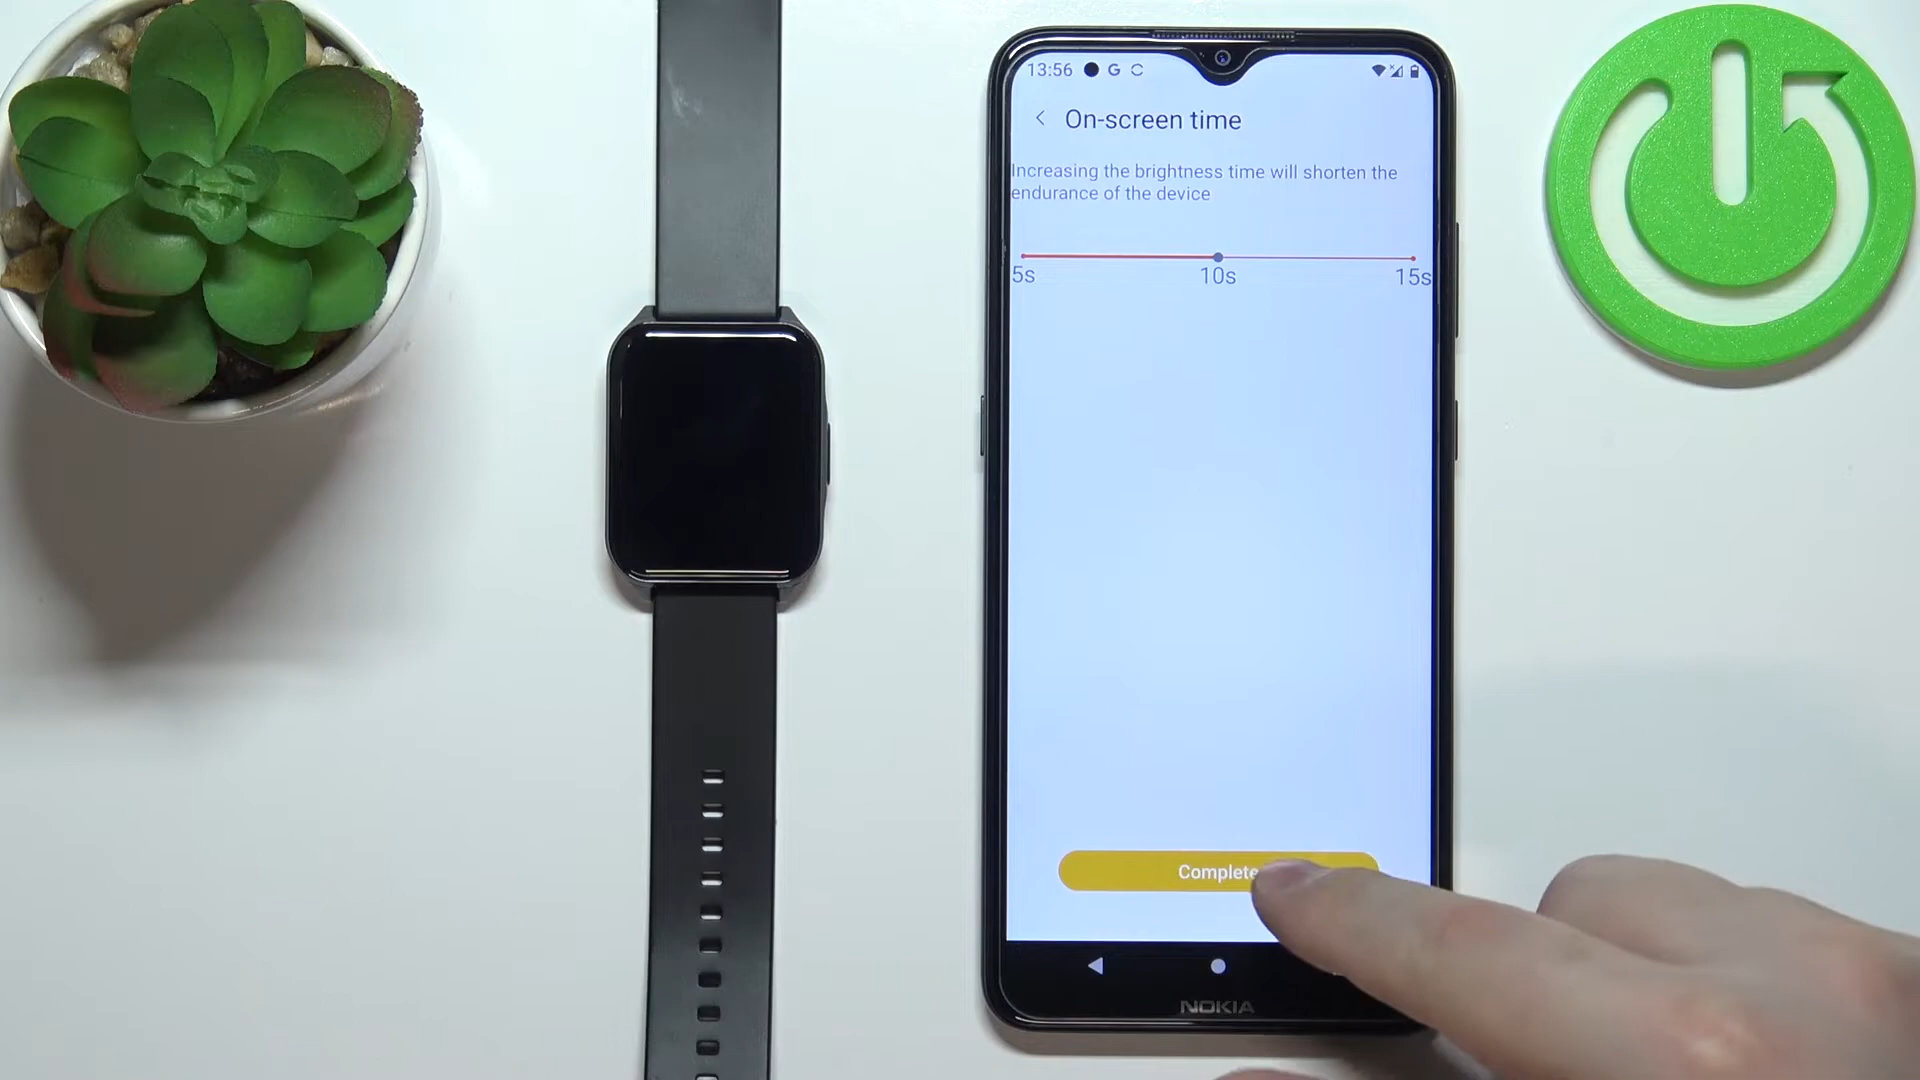 13:56 G
On-screen time
Increasing the brightness time will shorten the
endurance of the device
5s 10s 15s
Complete
NOKIA